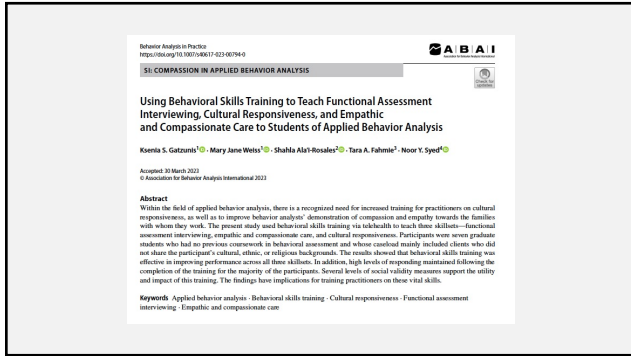 Behavior Analysis in Practice
https://doi.org/10.1007/s40617-023-00794-0
ABAI
Association for Behavior Analysis International
SI: COMPASSION IN APPLIED BEHAVIOR ANALYSIS
Check for
updates
Using Behavioral Skills Training to Teach Functional Assessment
Interviewing, Cultural Responsiveness, and Empathic
and Compassionate Care to Students of Applied Behavior Analysis
Ksenia S. Gatzunis1 · Mary Jane Weiss1 · Shahla Ala'i-Rosales2 · Tara A. Fahmie3 · Noor Y. Syed4
Accepted: 30 March 2023
© Association for Behavior Analysis International 2023
Abstract
Within the field of applied behavior analysis, there is a recognized need for increased training for practitioners on cultural
responsiveness, as well as to improve behavior analysts' demonstration of compassion and empathy towards the families
with whom they work. The present study used behavioral skills training via telehealth to teach three skillsets—functional
assessment interviewing, empathic and compassionate care, and cultural responsiveness. Participants were seven graduate
students who had no previous coursework in behavioral assessment and whose caseload mainly included clients who did
not share the participant's cultural, ethnic, or religious backgrounds. The results showed that behavioral skills training was
effective in improving performance across all three skillsets. In addition, high levels of responding maintained following the
completion of the training for the majority of the participants. Several levels of social validity measures support the utility
and impact of this training. The findings have implications for training practitioners on these vital skills.
Keywords Applied behavior analysis · Behavioral skills training · Cultural responsiveness · Functional assessment
interviewing · Empathic and compassionate care